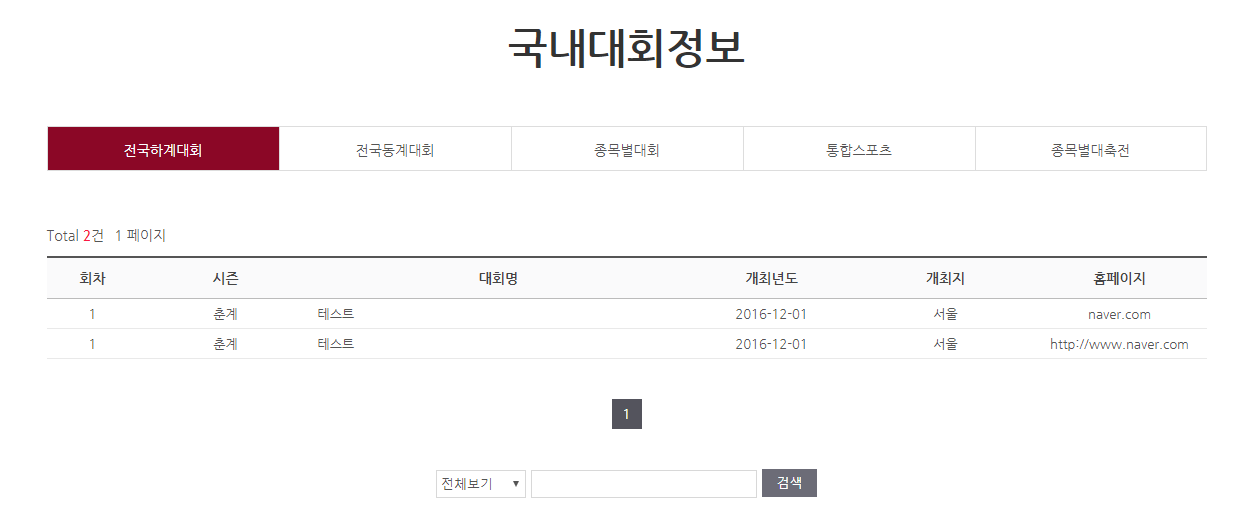 국내대회정보
전국하계대회 전국동계대회 종목별대회 통합스포츠 종목별대축전
Total 2건 1 페이지
회차 시즌 대회명 개최년도 개최지 홈페이지
1 춘계 테스트 2016-12-01 서울 naver.com
1 춘계 테스트 2016-12-01 서울 http://www.naver.com
1
전체보기 ▼ 검색